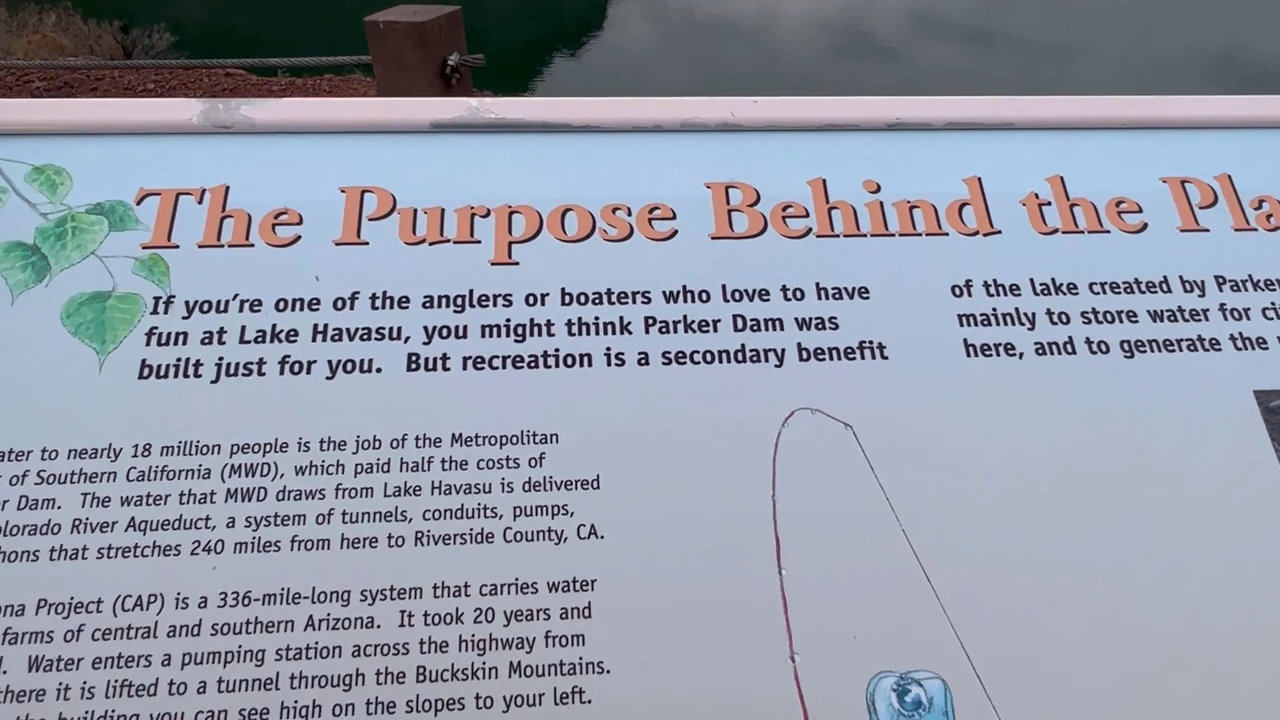 The Purpose Behind the
If you're one of the anglers or boaters who love to have
fun at Lake Havasu, you might think Parker Dam was
built just for you. But recreation is a secondary benefit
of the lake created by Parker
mainly to store water for
here, and to generate the
to nearly 18 million people is the job of the Metropolitan
of Southern California (MWD), which paid half the costs of
Dam. The water that MWD draws from Lake Havasu is delivered
River Aqueduct, a system of tunnels, conduits, pumps,
that stretches 240 miles from here to Riverside County, CA.
Project (CAP) is a 336-mile-long system that carries water
farms of central and southern Arizona. It took 20 years and
Water enters a pumping station across the highway from
there it is lifted to a tunnel through the Buckskin Mountains.
the building you can see high on the slopes to your left.